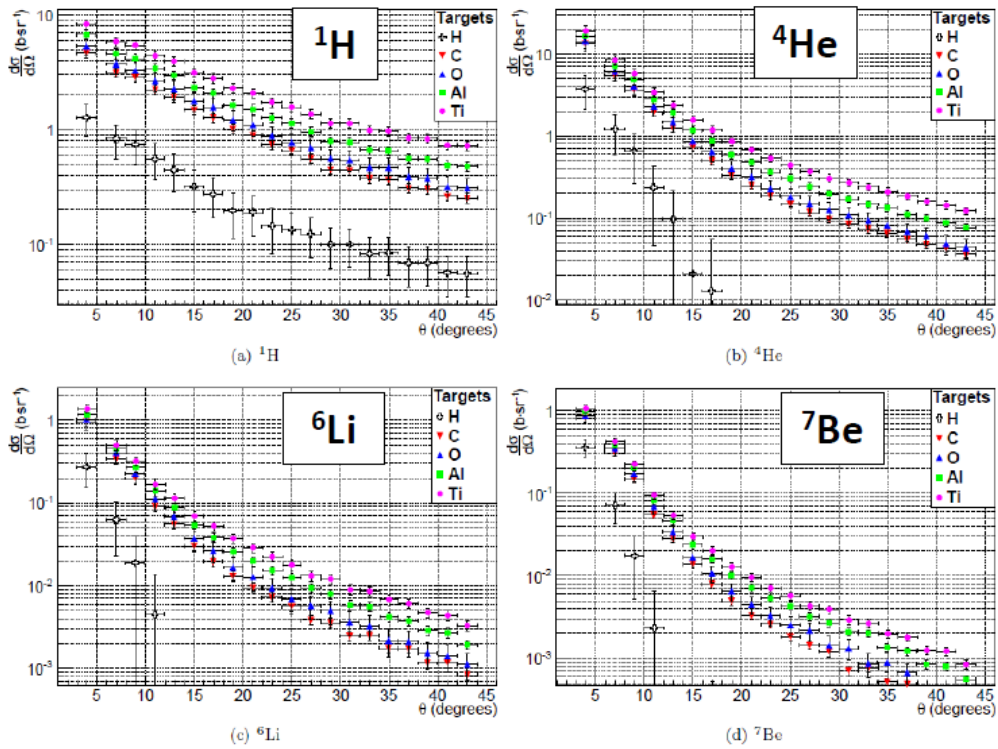 dσ/dΩ (b·sr⁻¹)
10
1
10⁻¹
¹H
Targets
H
C
O
Al
Ti
5 10 15 20 25 30 35 40 45
θ (degrees)
(a) ¹H
dσ/dΩ (b·sr⁻¹)
10
1
10⁻¹
10⁻²
⁴He
Targets
H
C
O
Al
Ti
5 10 15 20 25 30 35 40 45
θ (degrees)
(b) ⁴He
dσ/dΩ (b·sr⁻¹)
1
10⁻¹
10⁻²
10⁻³
⁶Li
Targets
H
C
O
Al
Ti
5 10 15 20 25 30 35 40 45
θ (degrees)
(c) ⁶Li
dσ/dΩ (b·sr⁻¹)
1
10⁻¹
10⁻²
10⁻³
⁷Be
Targets
H
C
O
Al
Ti
5 10 15 20 25 30 35 40 45
θ (degrees)
(d) ⁷Be